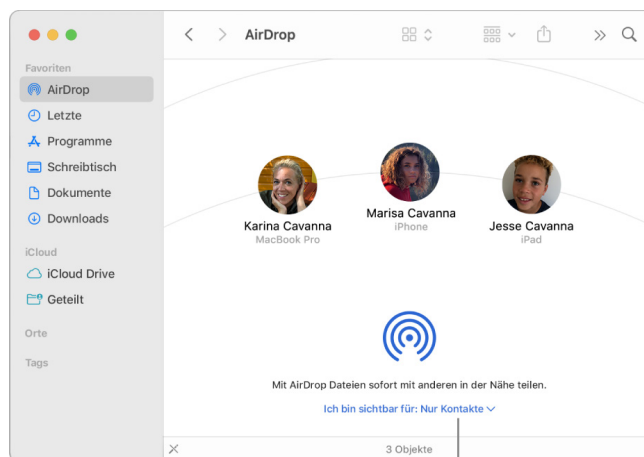 AirDrop
Favoriten
AirDrop
Letzte
Programme
Schreibtisch
Dokumente
Downloads
iCloud
iCloud Drive
Geteilt
Orte
Tags
Karina Cavanna
MacBook Pro
Marisa Cavanna
iPhone
Jesse Cavanna
iPad
Mit AirDrop Dateien sofort mit anderen in der Nähe teilen.
Ich bin sichtbar für: Nur Kontakte
3 Objekte